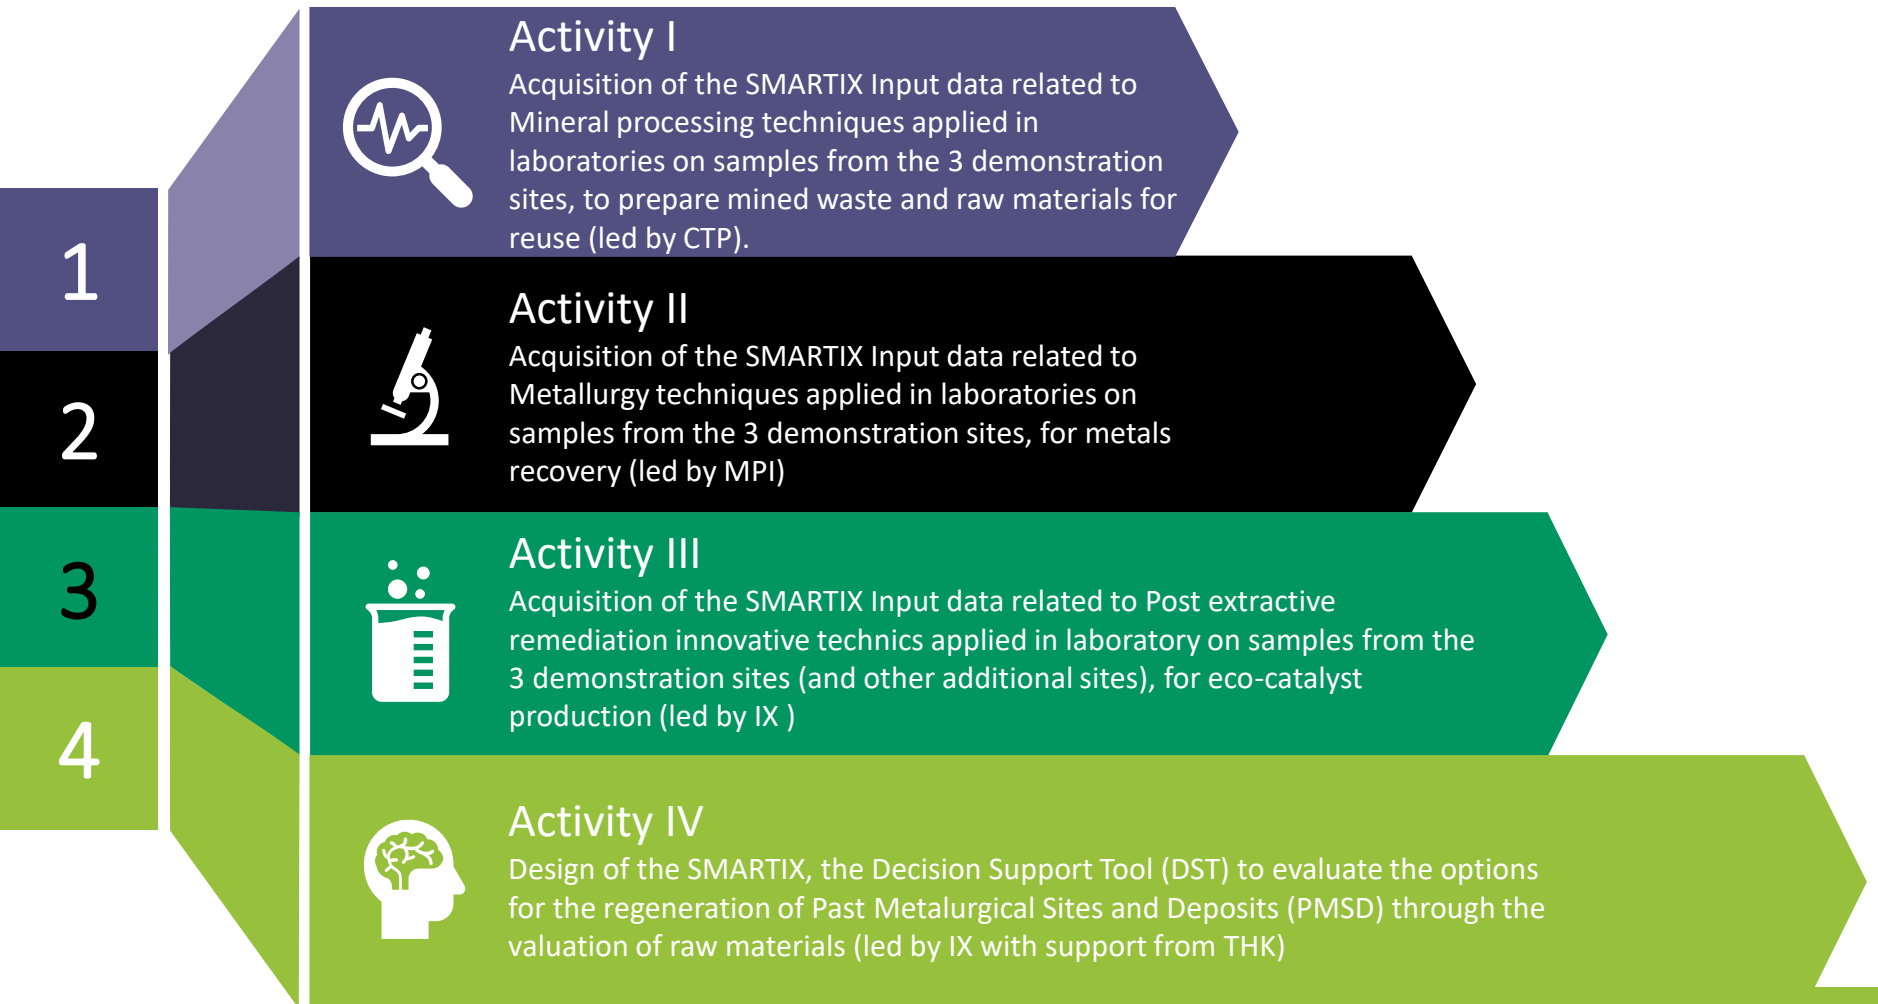 1
2
3
4
Activity I
Acquisition of the SMARTIX Input data related to
Mineral processing techniques applied in
laboratories on samples from the 3 demonstration
sites, to prepare mined waste and raw materials for
reuse (led by CTP).
Activity II
Acquisition of the SMARTIX Input data related to
Metallurgy techniques applied in laboratories on
samples from the 3 demonstration sites, for metals
recovery (led by MPI)
Activity III
Acquisition of the SMARTIX Input data related to Post extractive
remediation innovative technics applied in laboratory on samples from the
3 demonstration sites (and other additional sites), for eco-catalyst
production (led by IX )
Activity IV
Design of the SMARTIX, the Decision Support Tool (DST) to evaluate the options
for the regeneration of Past Metalurgical Sites and Deposits (PMSD) through the
valuation of raw materials (led by IX with support from THK)